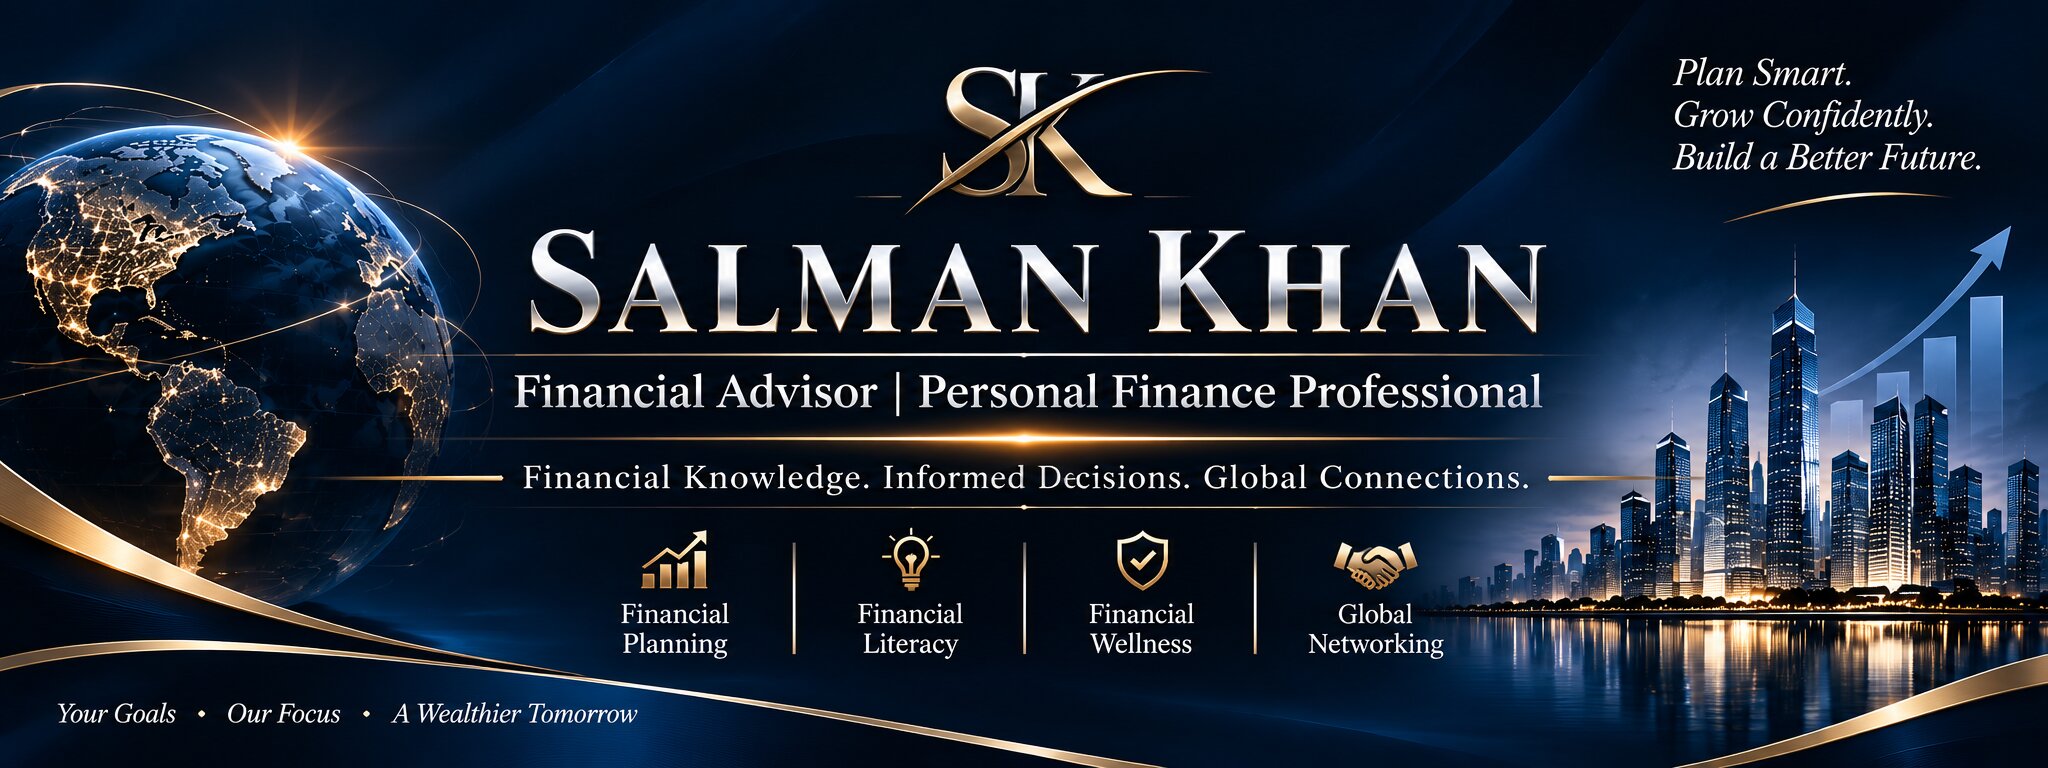 SK
Plan Smart.
Grow Confidently.
Build a Better Future.
SALMAN KHAN
Financial Advisor | Personal Finance Professional
Financial Knowledge. Informed Decisions. Global Connections.
Financial
Planning
Financial
Literacy
Financial
Wellness
Global
Networking
Your Goals • Our Focus • A Wealthier Tomorrow